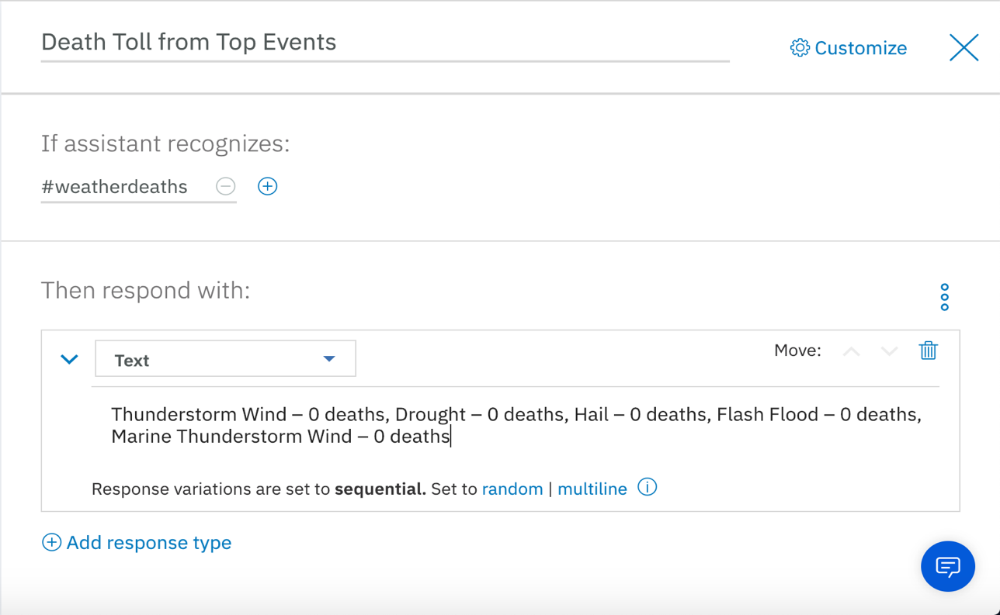 Death Toll from Top Events
Customize
If assistant recognizes:
#weatherdeaths
Then respond with:
Text
Move:
Thunderstorm Wind – 0 deaths, Drought – 0 deaths, Hail – 0 deaths, Flash Flood – 0 deaths,
Marine Thunderstorm Wind – 0 deaths
Response variations are set to sequential. Set to random | multiline
Add response type